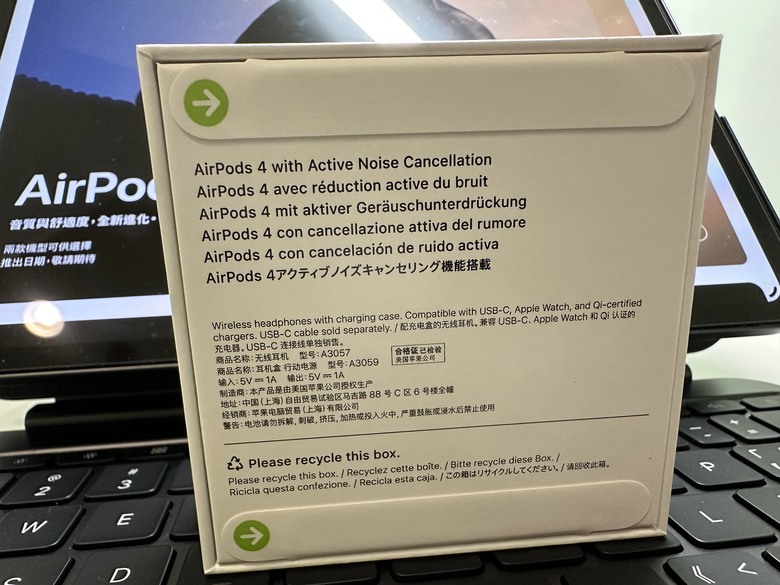 AirPo
音質與舒適度，全新進化。
兩款機型可供選擇
推出日期，敬請期待
AirPods 4 with Active Noise Cancellation
AirPods 4 avec réduction active du bruit
AirPods 4 mit aktiver Geräuschunterdrückung
AirPods 4 con cancellazione attiva del rumore
AirPods 4 con cancelación de ruido activa
AirPods 4アクティブノイズキャンセリング機能搭載
Wireless headphones with charging case. Compatible with USB-C, Apple Watch, and Qi-certified
chargers. USB-C cable sold separately. / 配充电盒的无线耳机。兼容 USB-C、Apple Watch 和 Qi 认证的
充电器。USB-C 连接线单独销售。
商品名称：无线耳机 型号：A3057
商品名称：耳机盒 行动电源 型号：A3059
合格证 已检验
美国苹果公司
输入：5V ⎓ 1A 输出：5V ⎓ 1A
制造商：本产品是由美国苹果公司授权生产
地址：中国（上海）自由贸易试验区马吉路 88 号 C 区 6 号楼全幢
经销商：苹果电脑贸易（上海）有限公司
警告：电池请勿拆解，刺破，挤压，加热或投入火中，严重鼓胀或浸水后禁止使用
Please recycle this box.
Please recycle this box. / Recyclez cette boîte. / Bitte recycle diese Box. /
Ricicla questa confezione. / Recicla esta caja. / この箱はリサイクルしてください。/ 请回收此箱。
@ #
2 3
W E P
D L